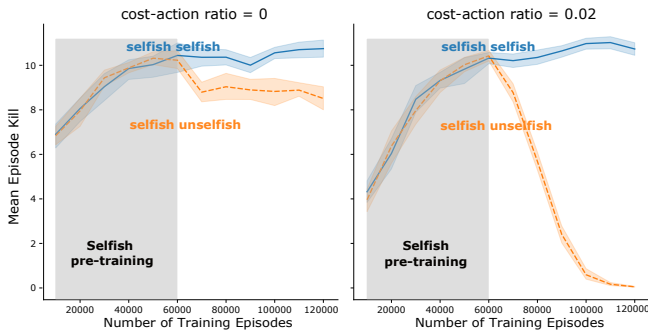 cost-action ratio = 0
cost-action ratio = 0.02
Mean Episode Kill
10
8
6
4
2
0
selfish selfish
selfish unselfish
Selfish
pre-training
20000 40000 60000 80000 100000 120000
Number of Training Episodes
selfish selfish
selfish unselfish
Selfish
pre-training
20000 40000 60000 80000 100000 120000
Number of Training Episodes